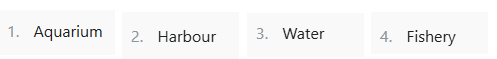 1. Aquarium
2. Harbour
3. Water
4. Fishery